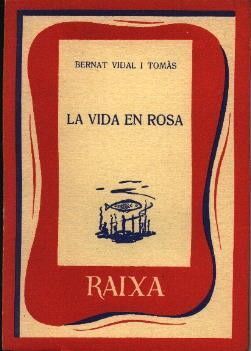 BERNAT VIDAL I TOMÀS
LA VIDA EN ROSA
RAIXA